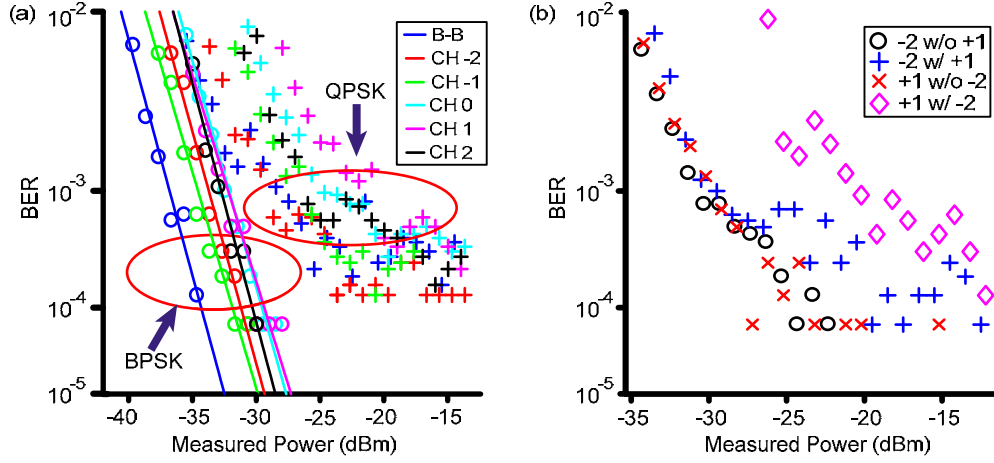 (a)
10⁻²
10⁻³
10⁻⁴
10⁻⁵
BER
-40 -35 -30 -25 -20 -15
Measured Power (dBm)
QPSK
BPSK
B-B
CH -2
CH -1
CH 0
CH 1
CH 2
(b)
10⁻²
10⁻³
10⁻⁴
10⁻⁵
BER
-35 -30 -25 -20 -15
Measured Power (dBm)
-2 w/o +1
-2 w/ +1
+1 w/o -2
+1 w/ -2